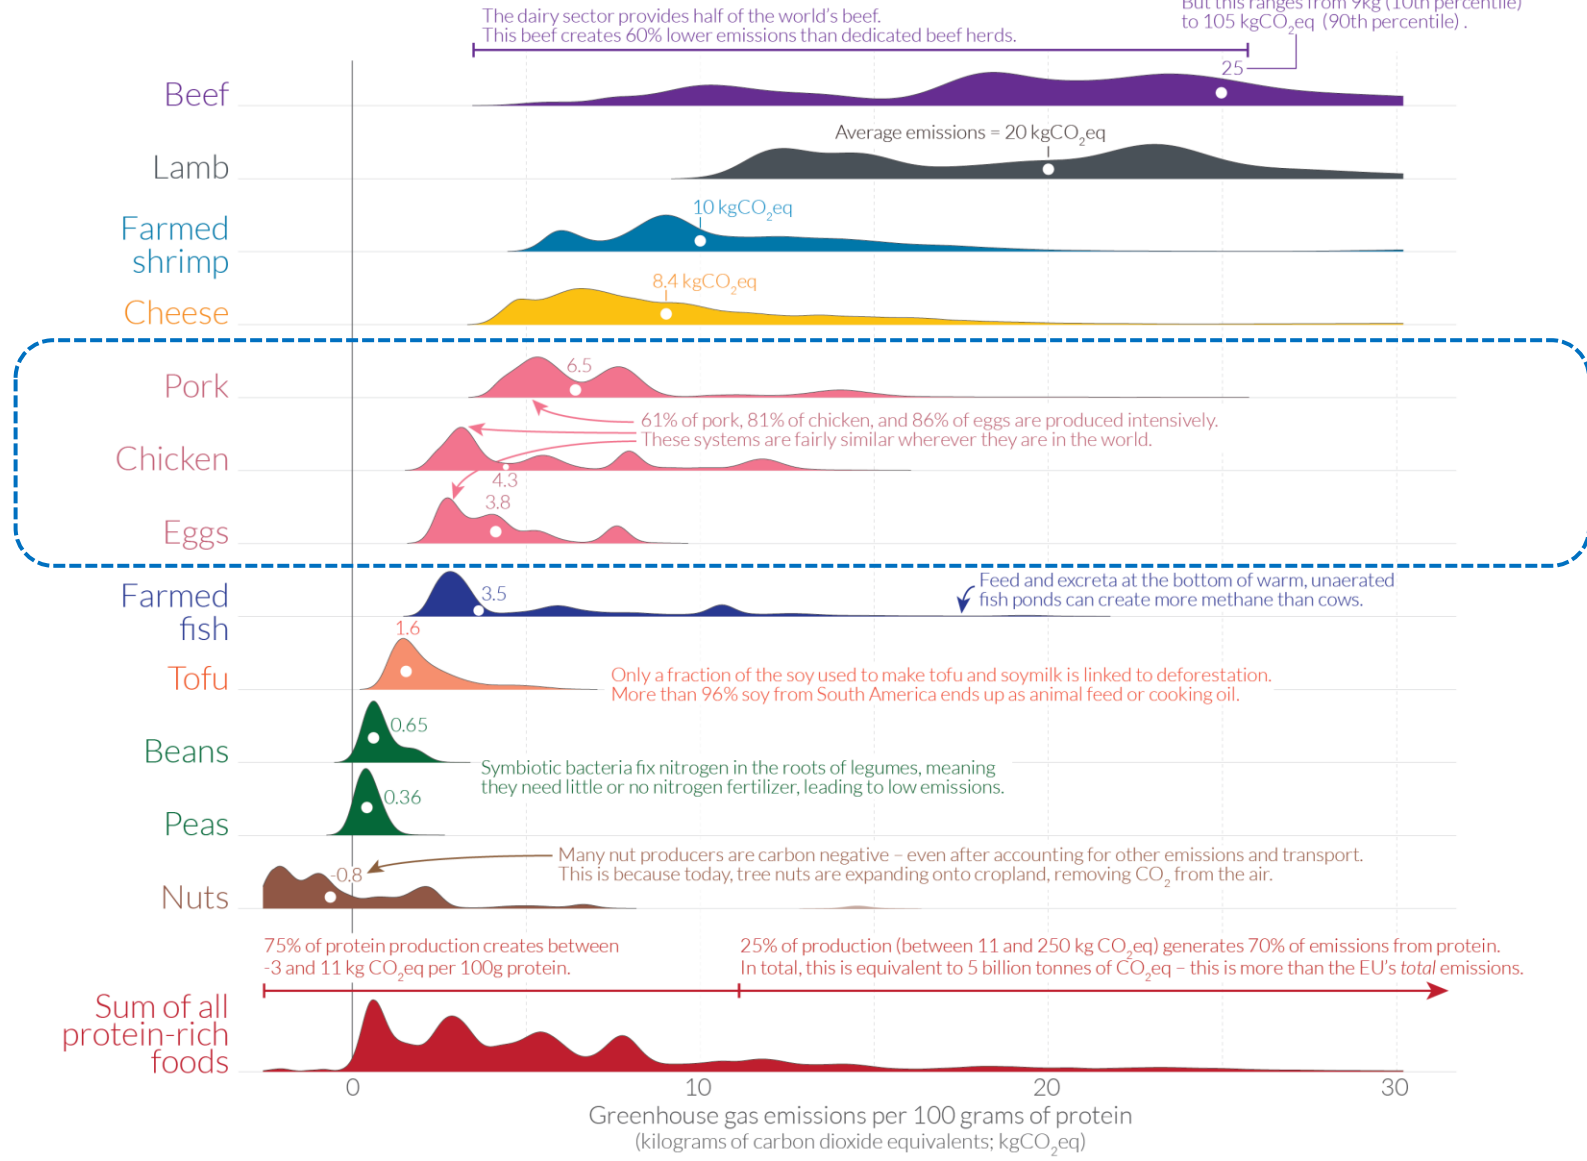 The dairy sector provides half of the world's beef.
This beef creates 60% lower emissions than dedicated beef herds.
But this ranges from 9kg (10th percentile)
to 105 kgCO2eq (90th percentile) .
25
Beef
Average emissions = 20 kgCO2eq
Lamb
10 kgCO2eq
Farmed
shrimp
8.4 kgCO2eq
Cheese
6.5
Pork
61% of pork, 81% of chicken, and 86% of eggs are produced intensively.
These systems are fairly similar wherever they are in the world.
Chicken
4.3
3.8
Eggs
Farmed
fish
3.5
Feed and excreta at the bottom of warm, unaerated
fish ponds can create more methane than cows.
1.6
Tofu
Only a fraction of the soy used to make tofu and soymilk is linked to deforestation.
More than 96% soy from South America ends up as animal feed or cooking oil.
0.65
Beans
Symbiotic bacteria fix nitrogen in the roots of legumes, meaning
they need little or no nitrogen fertilizer, leading to low emissions.
0.36
Peas
Many nut producers are carbon negative – even after accounting for other emissions and transport.
This is because today, tree nuts are expanding onto cropland, removing CO2 from the air.
-0.8
Nuts
75% of protein production creates between
-3 and 11 kg CO2eq per 100g protein.
25% of production (between 11 and 250 kg CO2eq) generates 70% of emissions from protein.
In total, this is equivalent to 5 billion tonnes of CO2eq – this is more than the EU's total emissions.
Sum of all
protein-rich
foods
0
10
20
30
Greenhouse gas emissions per 100 grams of protein
(kilograms of carbon dioxide equivalents; kgCO2eq)